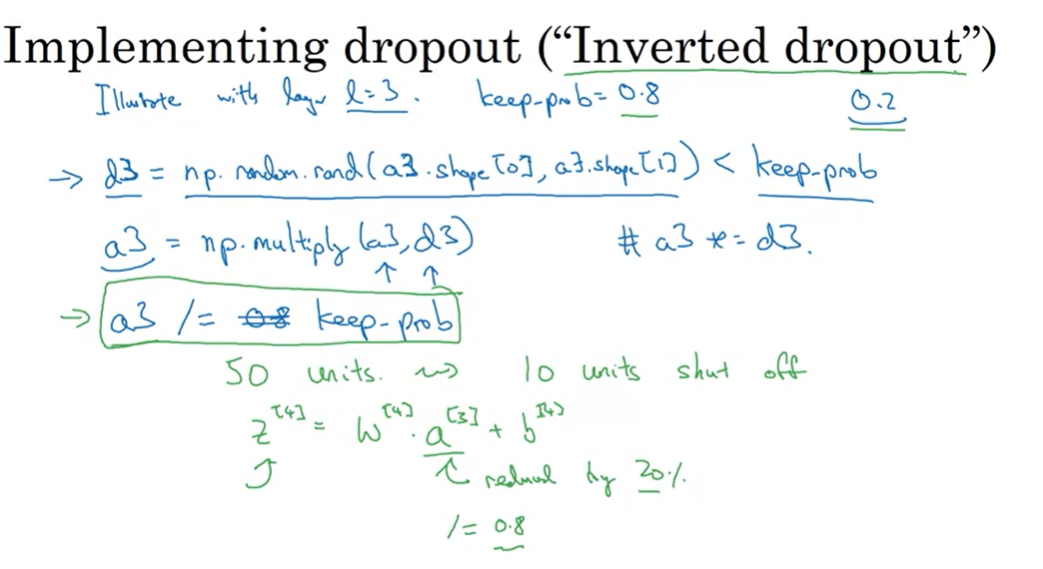 Implementing dropout (“Inverted dropout”)
Illustrate with layer l=3. keep-prob = 0.8 0.2
→ d3 = np.random.rand(a3.shape[0], a3.shape[1]) < keep-prob
a3 = np.multiply(a3, d3) # a3 *= d3.
→ a3 /= 0.8 keep-prob
50 units. ⇝ 10 units shut off
z^[4] = W^[4] · a^[3] + b^[4]
reduced by 20%.
/= 0.8